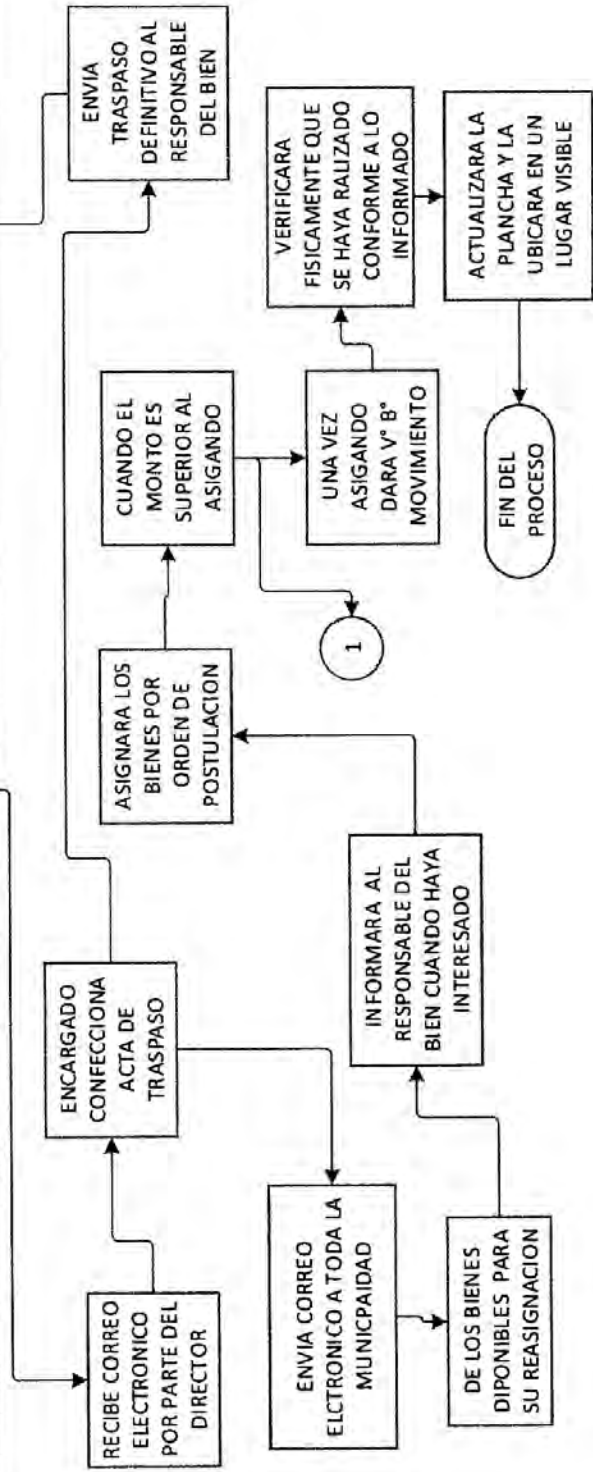 RECIBE CORREO
ELECTRONICO
POR PARTE DEL
DIRECTOR
ENCARGADO
CONFECCIONA
ACTA DE
TRASPASO
ENVIA
TRASPASO
DEFINITIVO AL
RESPONSABLE
DEL BIEN
ENVIA CORREO
ELCTRONICO A TODA LA
MUNICPAIDAD
DE LOS BIENES
DIPONIBLES PARA
SU REASIGNACION
INFORMARA AL
RESPONSABLE DEL
BIEN CUANDO HAYA
INTERESADO
ASIGNARA LOS
BIENES POR
ORDEN DE
POSTULACION
CUANDO EL
MONTO ES
SUPERIOR AL
ASIGANDO
1
UNA VEZ
ASIGANDO
DARA V° B°
MOVIMIENTO
VERIFICARA
FISICAMENTE QUE
SE HAYA RALIZADO
CONFORME A LO
INFORMADO
ACTUALIZARA LA
PLANCHA Y LA
UBICARA EN UN
LUGAR VISIBLE
FIN DEL
PROCESO